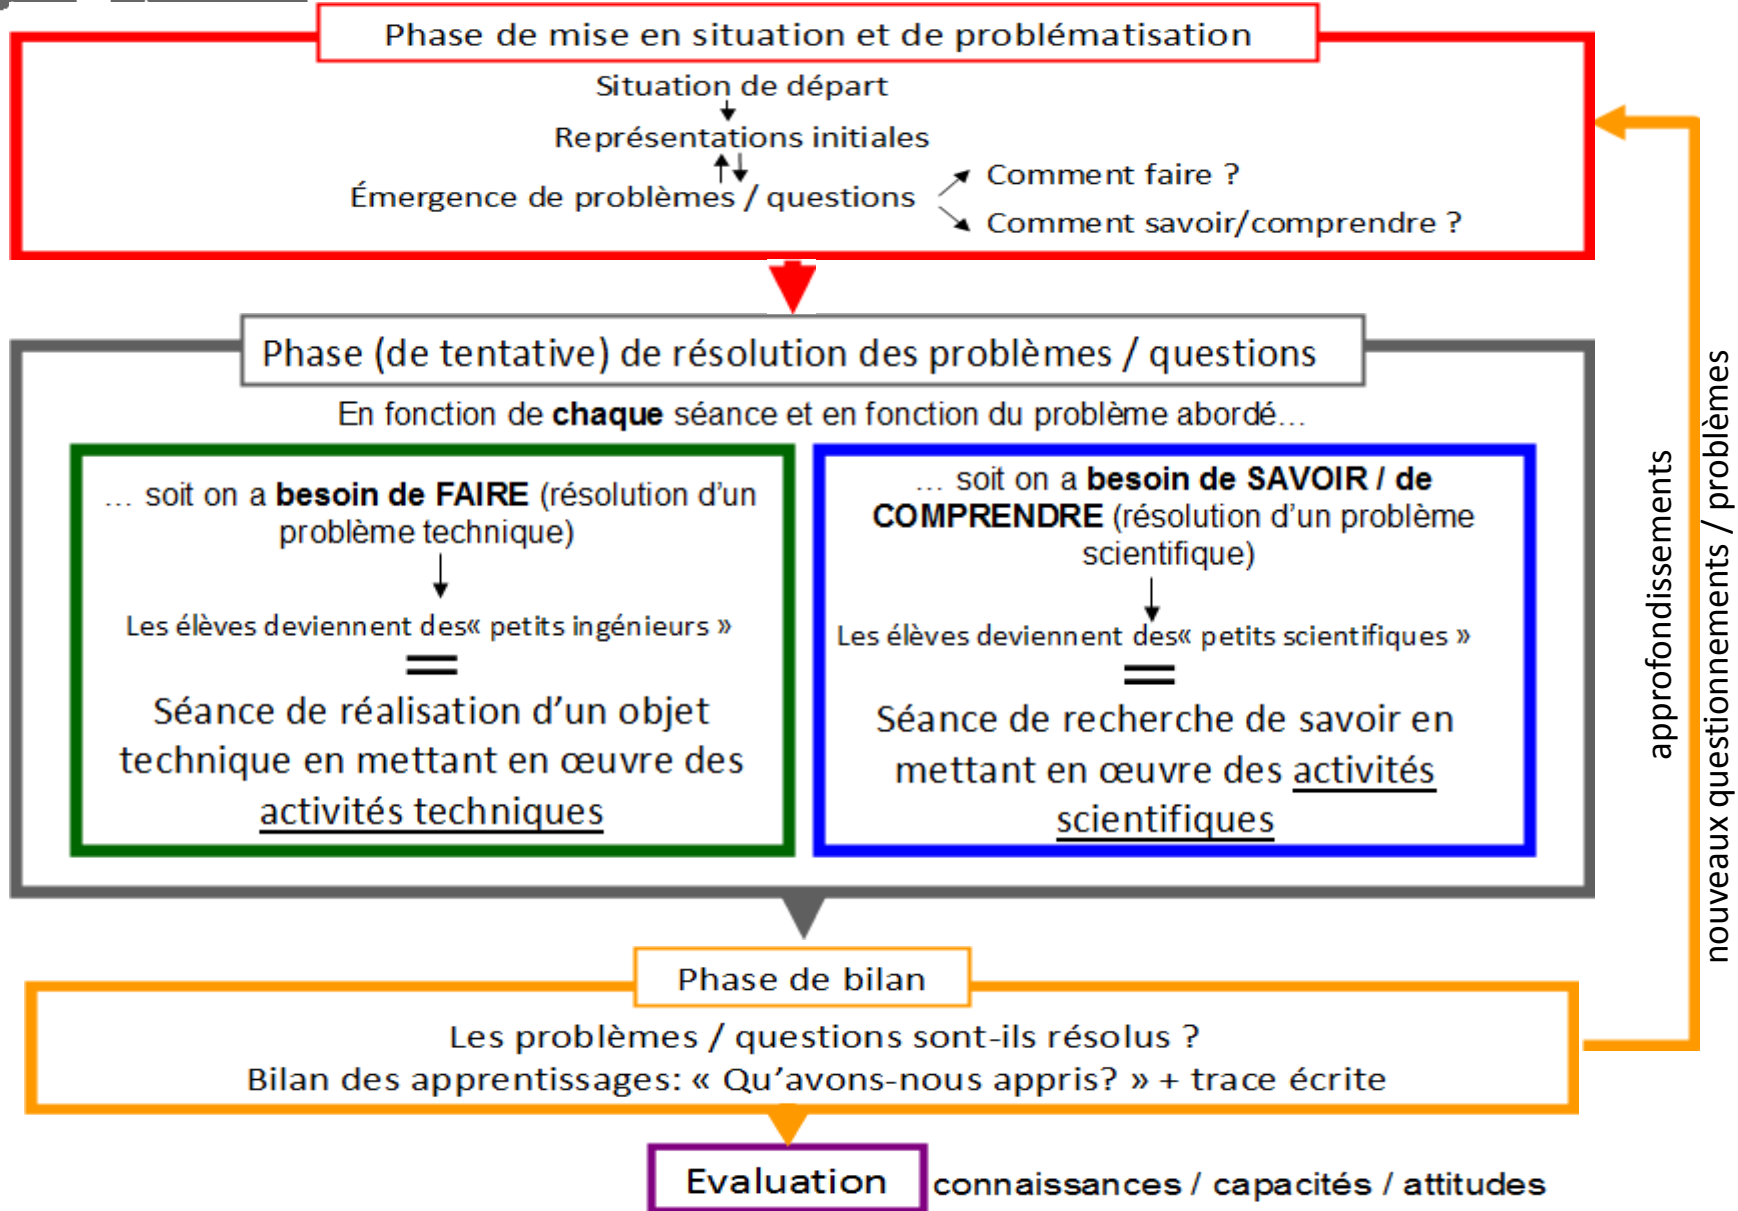 Phase de mise en situation et de problématisation
Situation de départ
Représentations initiales
Émergence de problèmes / questions
Comment faire ?
Comment savoir/comprendre ?
Phase (de tentative) de résolution des problèmes / questions
En fonction de chaque séance et en fonction du problème abordé…
… soit on a besoin de FAIRE (résolution d’un
problème technique)
Les élèves deviennent des« petits ingénieurs »
=
Séance de réalisation d’un objet
technique en mettant en œuvre des
activités techniques
… soit on a besoin de SAVOIR / de
COMPRENDRE (résolution d’un problème
scientifique)
Les élèves deviennent des« petits scientifiques »
=
Séance de recherche de savoir en
mettant en œuvre des activités
scientifiques
approfondissements
nouveaux questionnements / problèmes
Phase de bilan
Les problèmes / questions sont-ils résolus ?
Bilan des apprentissages: « Qu’avons-nous appris? » + trace écrite
Evaluation
connaissances / capacités / attitudes